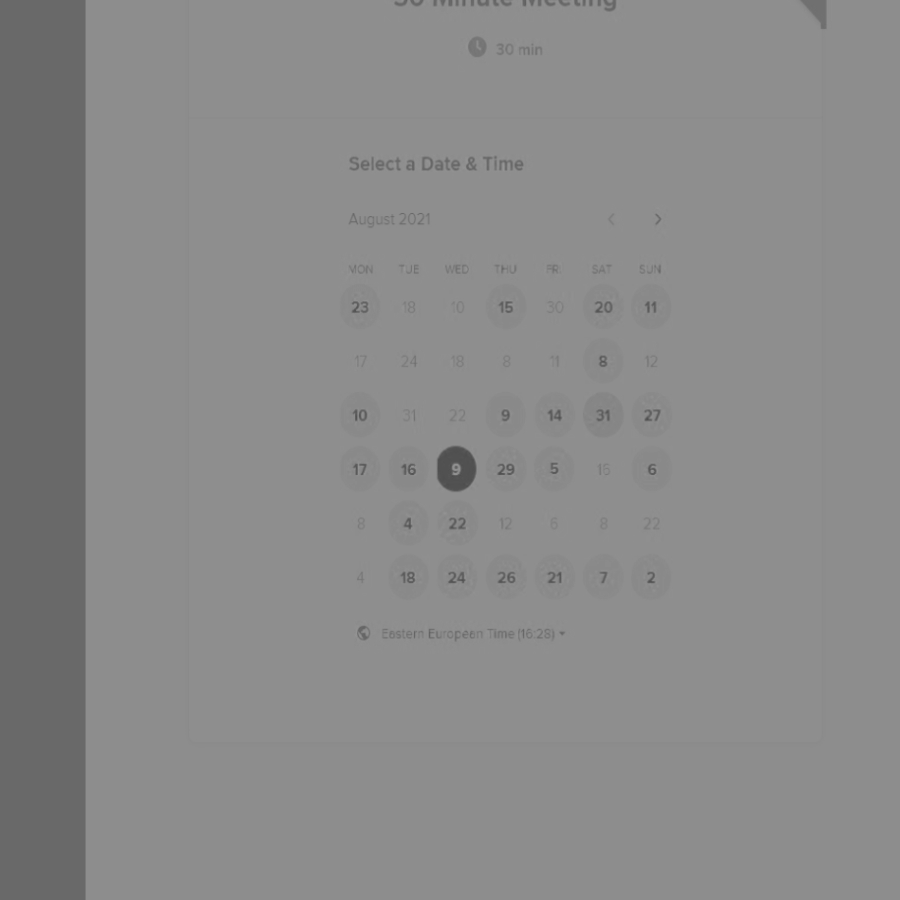 30 Minute Meeting
30 min
Select a Date & Time
August 2021
MON TUE WED THU FRI SAT SUN
23 18 10 15 30 20 11
17 24 18 8 11 8 12
10 31 22 9 14 31 27
17 16 9 29 5 15 6
8 4 22 12 6 8 22
4 18 24 26 21 7 2
Eastern European Time (16:28)